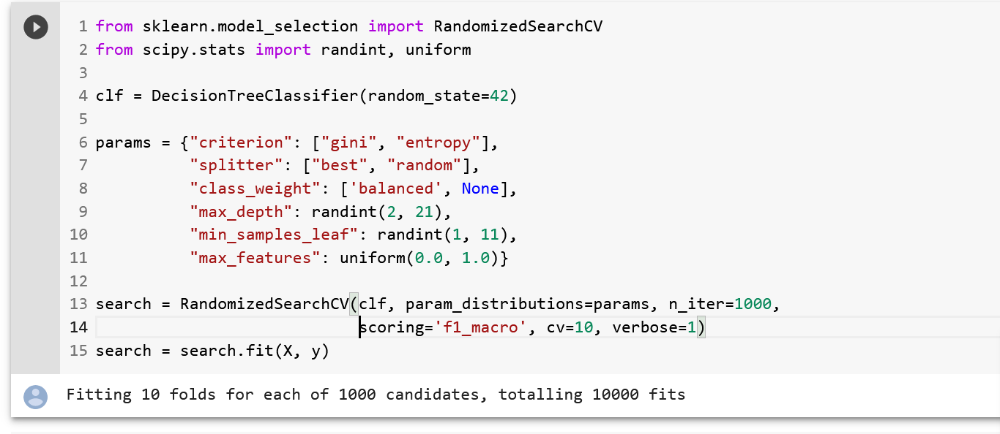 1 from sklearn.model_selection import RandomizedSearchCV
2 from scipy.stats import randint, uniform
3
4 clf = DecisionTreeClassifier(random_state=42)
5
6 params = {"criterion": ["gini", "entropy"],
7           "splitter": ["best", "random"],
8           "class_weight": ['balanced', None],
9           "max_depth": randint(2, 21),
10           "min_samples_leaf": randint(1, 11),
11           "max_features": uniform(0.0, 1.0)}
12
13 search = RandomizedSearchCV(clf, param_distributions=params, n_iter=1000,
14                             scoring='f1_macro', cv=10, verbose=1)
15 search = search.fit(X, y)
Fitting 10 folds for each of 1000 candidates, totalling 10000 fits